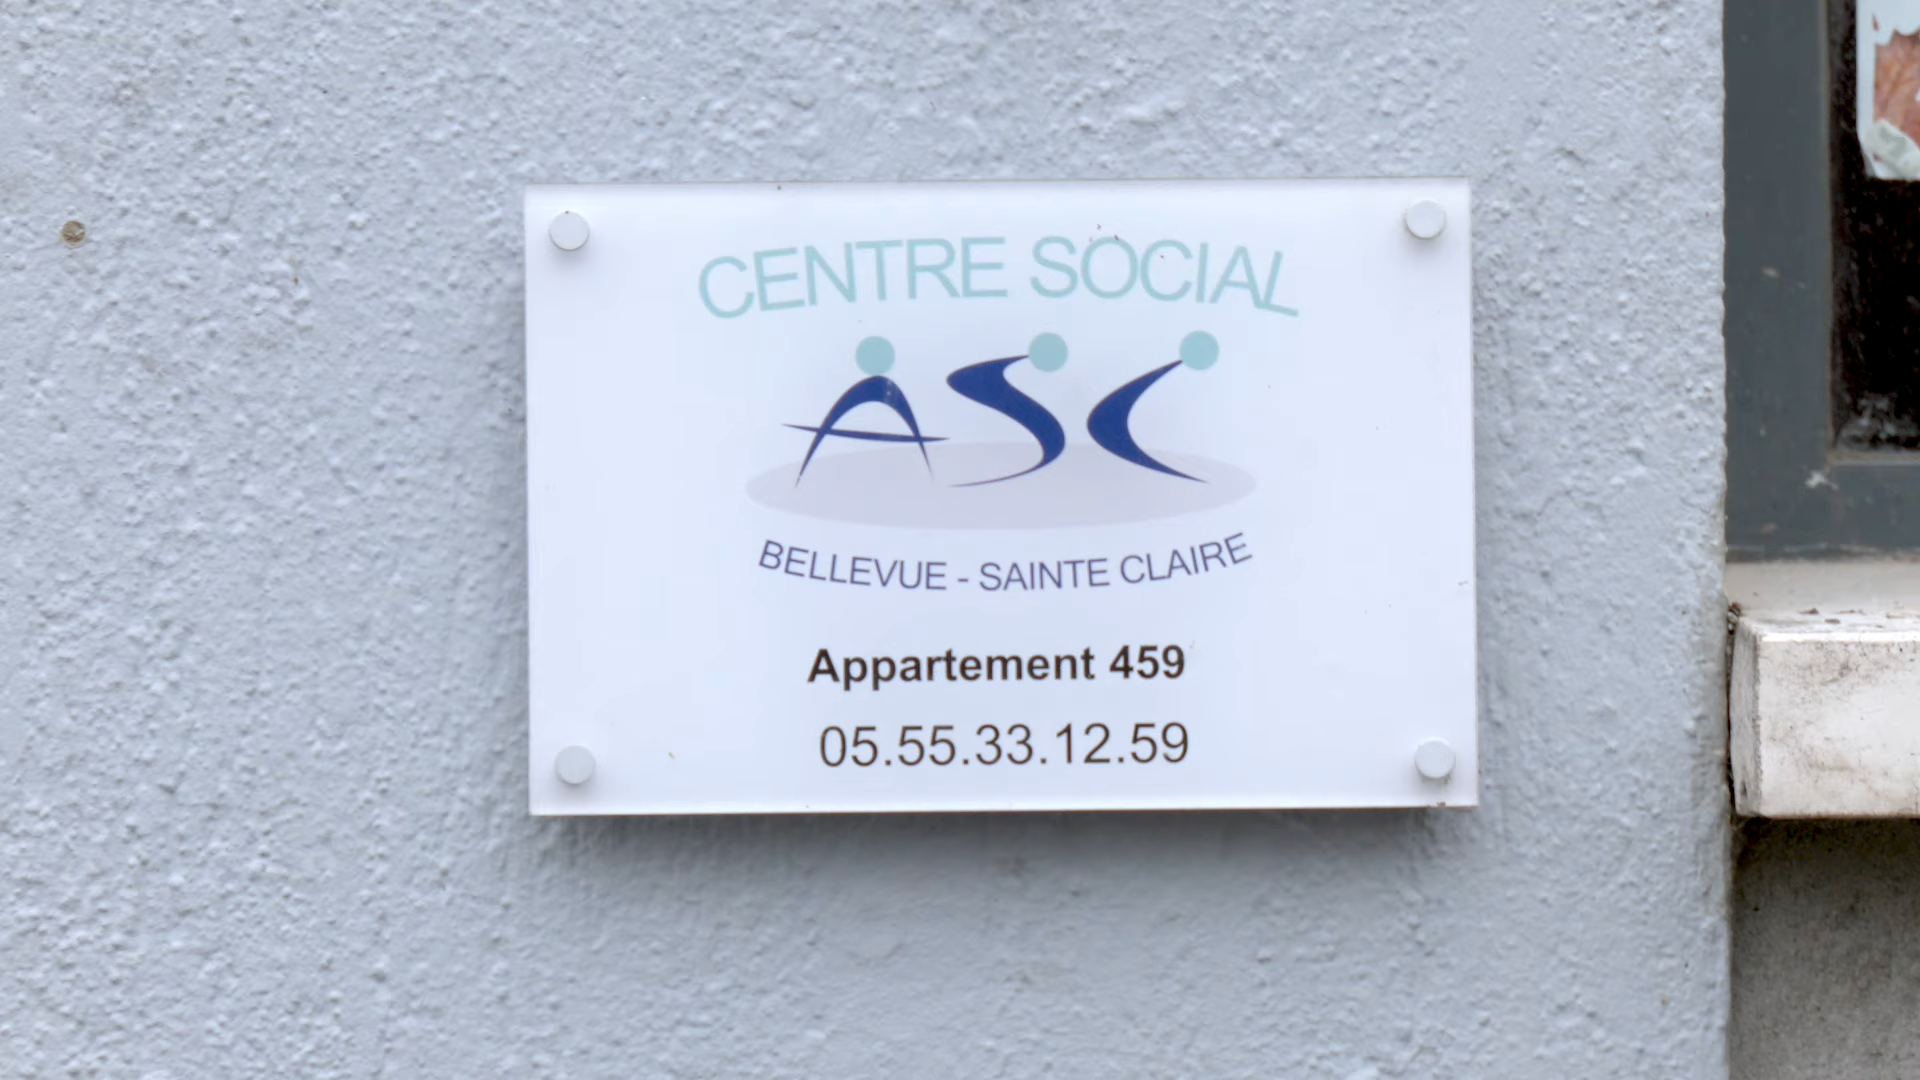 CENTRE SOCIAL
ASC
BELLEVUE - SAINTE CLAIRE
Appartement 459
05.55.33.12.59